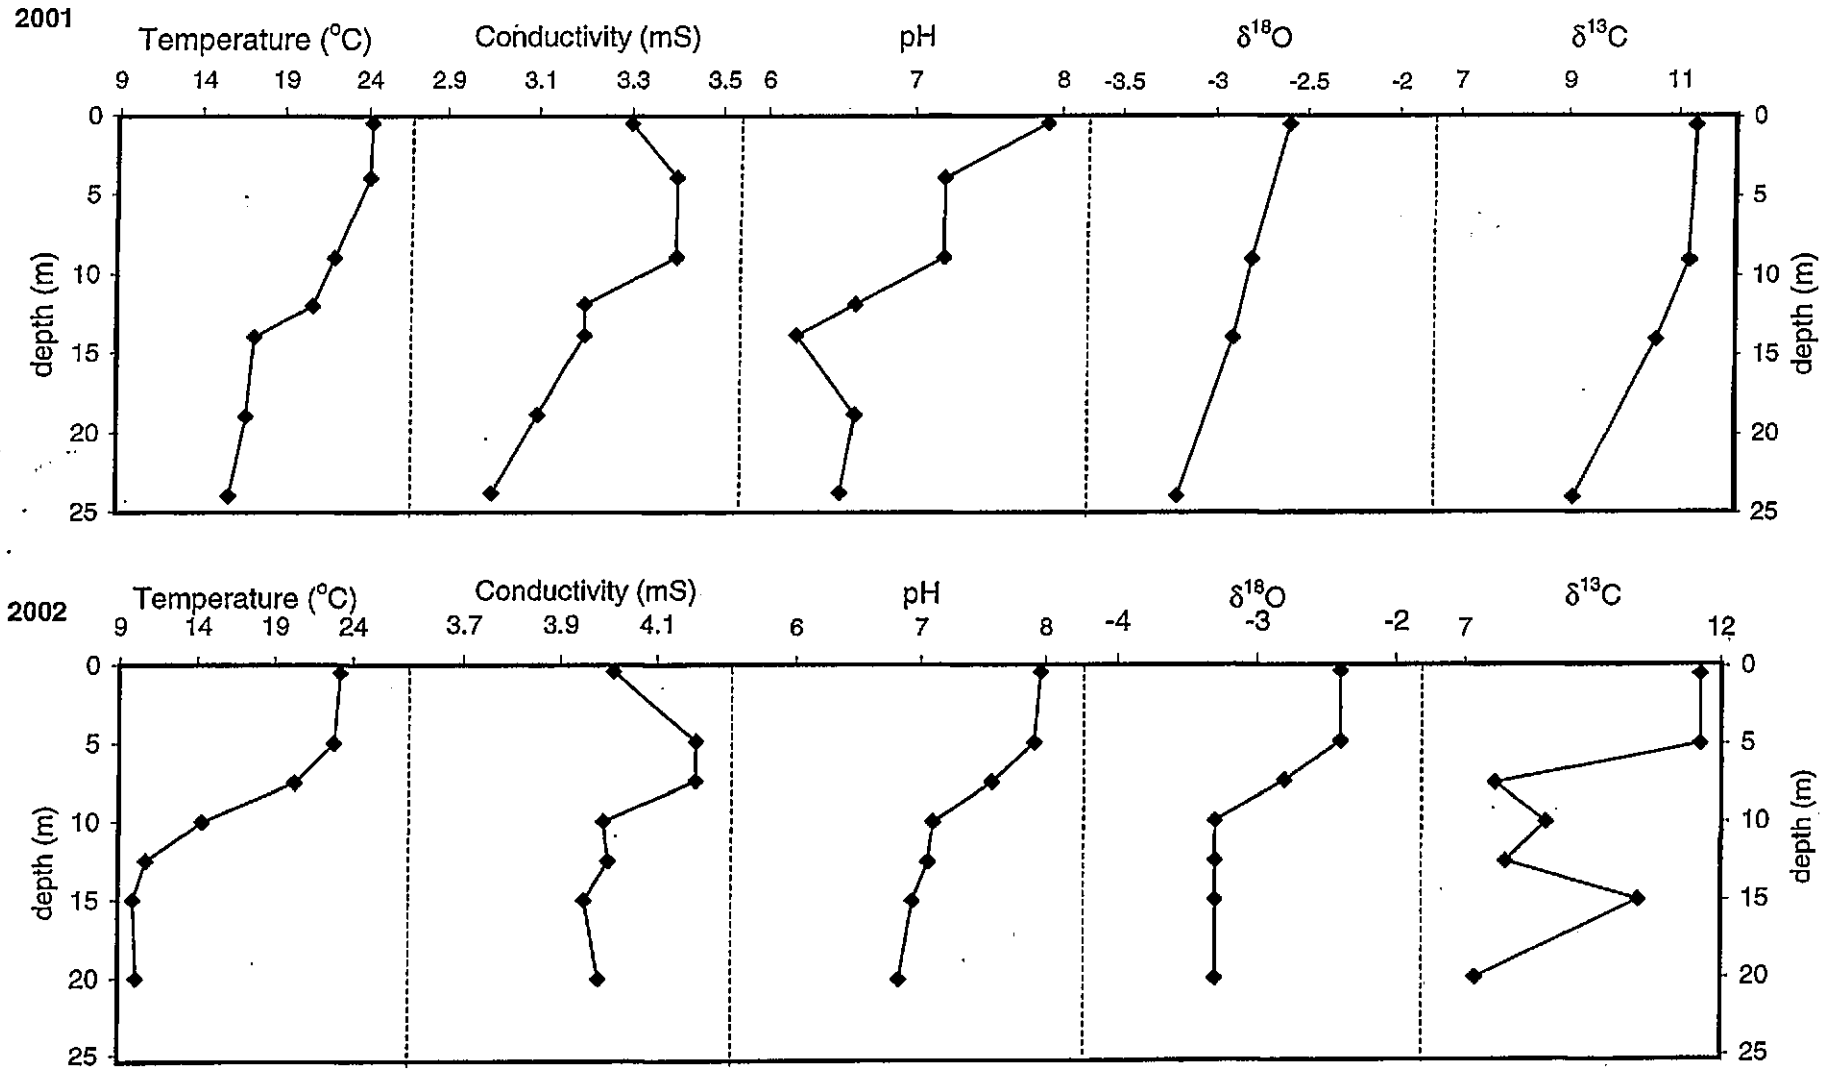 2001
Temperature (°C) Conductivity (mS) pH δ¹⁸O δ¹³C
9 14 19 24 2.9 3.1 3.3 3.5 6 7 8 -3.5 -3 -2.5 -2 7 9 11
0 0
5 5
10 10
15 15
20 20
25 25
depth (m) depth (m)
2002
Temperature (°C) Conductivity (mS) pH δ¹⁸O δ¹³C
9 14 19 24 3.7 3.9 4.1 6 7 8 -4 -3 -2 7 12
0 0
5 5
10 10
15 15
20 20
25 25
depth (m) depth (m)